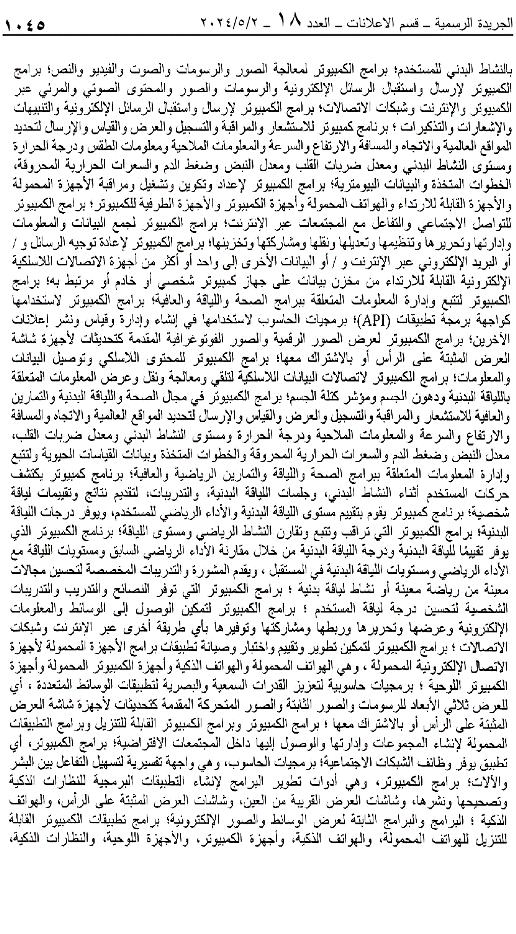 الجريدة الرسمية ـ قسم الاعلانات ـ العدد ١٨ ـ ٢٠٢٤/٥/٢ ١٠٤٥
بالنشاط البدني للمستخدم؛ برامج الكمبيوتر لمعالجة الصور والرسومات والصوت والفيديو والنص؛ برامج
الكمبيوتر لإرسال واستقبال الرسائل الإلكترونية والرسومات والصور والمحتوى الصوتي والمرئي عبر
الكمبيوتر والإنترنت وشبكات الاتصالات؛ برامج الكمبيوتر لإرسال واستقبال الرسائل الإلكترونية والتنبيهات
والإشعارات والتذكيرات ؛ برنامج كمبيوتر للاستشعار والمراقبة والتسجيل والعرض والقياس والإرسال لتحديد
المواقع العالمية والاتجاه والمسافة والارتفاع والسرعة والمعلومات الملاحية ومعلومات الطقس ودرجة الحرارة
ومستوى النشاط البدني ومعدل ضربات القلب ومعدل النبض وضغط الدم والسعرات الحرارية المحروقة،
الخطوات المتخذة والبيانات البيومترية؛ برامج الكمبيوتر لإعداد وتكوين وتشغيل ومراقبة الأجهزة المحمولة
والأجهزة القابلة للارتداء والهواتف المحمولة وأجهزة الكمبيوتر والأجهزة الطرفية للكمبيوتر؛ برامج الكمبيوتر
للتواصل الاجتماعي والتفاعل مع المجتمعات عبر الإنترنت؛ برامج الكمبيوتر لجمع البيانات والمعلومات
وإدارتها وتحريرها وتنظيمها وتعديلها ونقلها ومشاركتها وتخزينها؛ برامج الكمبيوتر لإعادة توجيه الرسائل و /
أو البريد الإلكتروني عبر الإنترنت و / أو البيانات الأخرى إلى واحد أو أكثر من أجهزة الاتصالات اللاسلكية
الإلكترونية القابلة للارتداء من مخزن بيانات على جهاز كمبيوتر شخصي أو خادم أو مرتبط به؛ برامج
الكمبيوتر لتتبع وإدارة المعلومات المتعلقة ببرامج الصحة واللياقة والعافية؛ برامج الكمبيوتر لاستخدامها
كواجهة برمجة تطبيقات (API)؛ برمجيات الحاسوب لاستخدامها في إنشاء وإدارة وقياس ونشر إعلانات
الآخرين؛ برامج الكمبيوتر لعرض الصور الرقمية والصور الفوتوغرافية المقدمة كتحديثات لأجهزة شاشة
العرض المثبتة على الرأس أو بالاشتراك معها؛ برامج الكمبيوتر للمحتوى اللاسلكي وتوصيل البيانات
والمعلومات؛ برامج الكمبيوتر لاتصالات البيانات اللاسلكية لتلقي ومعالجة ونقل وعرض المعلومات المتعلقة
باللياقة البدنية ودهون الجسم ومؤشر كتلة الجسم؛ برامج الكمبيوتر في مجال الصحة واللياقة البدنية والتمارين
والعافية للاستشعار والمراقبة والتسجيل والعرض والقياس والإرسال لتحديد المواقع العالمية والاتجاه والمسافة
والارتفاع والسرعة والمعلومات الملاحية ودرجة الحرارة ومستوى النشاط البدني ومعدل ضربات القلب،
معدل النبض وضغط الدم والسعرات الحرارية المحروقة والخطوات المتخذة وبيانات القياسات الحيوية ولتتبع
وإدارة المعلومات المتعلقة ببرامج الصحة واللياقة والتمارين الرياضية والعافية؛ برنامج كمبيوتر يكتشف
حركات المستخدم أثناء النشاط البدني، وجلسات اللياقة البدنية، والتدريبات، لتقديم نتائج وتقييمات لياقة
شخصية؛ برنامج كمبيوتر يقوم بتقييم مستوى اللياقة البدنية والأداء الرياضي للمستخدم، ويوفر درجات اللياقة
البدنية؛ برامج الكمبيوتر التي تراقب وتتبع وتقارن النشاط الرياضي ومستوى اللياقة؛ برنامج الكمبيوتر الذي
يوفر تقييمًا للياقة البدنية ودرجة اللياقة البدنية من خلال مقارنة الأداء الرياضي السابق ومستويات اللياقة مع
الأداء الرياضي ومستويات اللياقة البدنية في المستقبل ، ويقدم المشورة والتدريبات المخصصة لتحسين مجالات
معينة من رياضة معينة أو نشاط لياقة بدنية ؛ برامج الكمبيوتر التي توفر النصائح والتدريب والتدريبات
الشخصية لتحسين درجة لياقة المستخدم ؛ برامج الكمبيوتر لتمكين الوصول إلى الوسائط والمعلومات
الإلكترونية وعرضها وتحريرها وربطها ومشاركتها وتوفيرها بأي طريقة أخرى عبر الإنترنت وشبكات
الاتصالات ؛ برامج الكمبيوتر لتمكين تطوير وتقييم واختبار وصيانة تطبيقات برامج الأجهزة المحمولة لأجهزة
الاتصال الإلكترونية المحمولة ، وهي الهواتف المحمولة والهواتف الذكية وأجهزة الكمبيوتر المحمولة وأجهزة
الكمبيوتر اللوحية ؛ برمجيات حاسوبية لتعزيز القدرات السمعية والبصرية لتطبيقات الوسائط المتعددة ، أي
للعرض ثلاثي الأبعاد للرسومات والصور الثابتة والصور المتحركة المقدمة كتحديثات لأجهزة شاشة العرض
المثبتة على الرأس أو بالاشتراك معها ؛ برامج الكمبيوتر وبرامج الكمبيوتر القابلة للتنزيل وبرامج التطبيقات
المحمولة لإنشاء المجموعات وإدارتها والوصول إليها داخل المجتمعات الافتراضية؛ برامج الكمبيوتر، أي
تطبيق يوفر وظائف الشبكات الاجتماعية؛ برمجيات الحاسوب، وهي واجهة تفسيرية لتسهيل التفاعل بين البشر
والآلات؛ برامج الكمبيوتر، وهي أدوات تطوير البرامج لإنشاء التطبيقات البرمجية للنظارات الذكية
وتصحيحها ونشرها، وشاشات العرض القريبة من العين، وشاشات العرض المثبتة على الرأس، والهواتف
الذكية ؛ البرامج والبرامج الثابتة لعرض الوسائط والصور الإلكترونية؛ برامج تطبيقات الكمبيوتر القابلة
للتنزيل للهواتف المحمولة، والهواتف الذكية، وأجهزة الكمبيوتر، والأجهزة اللوحية، والنظارات الذكية،